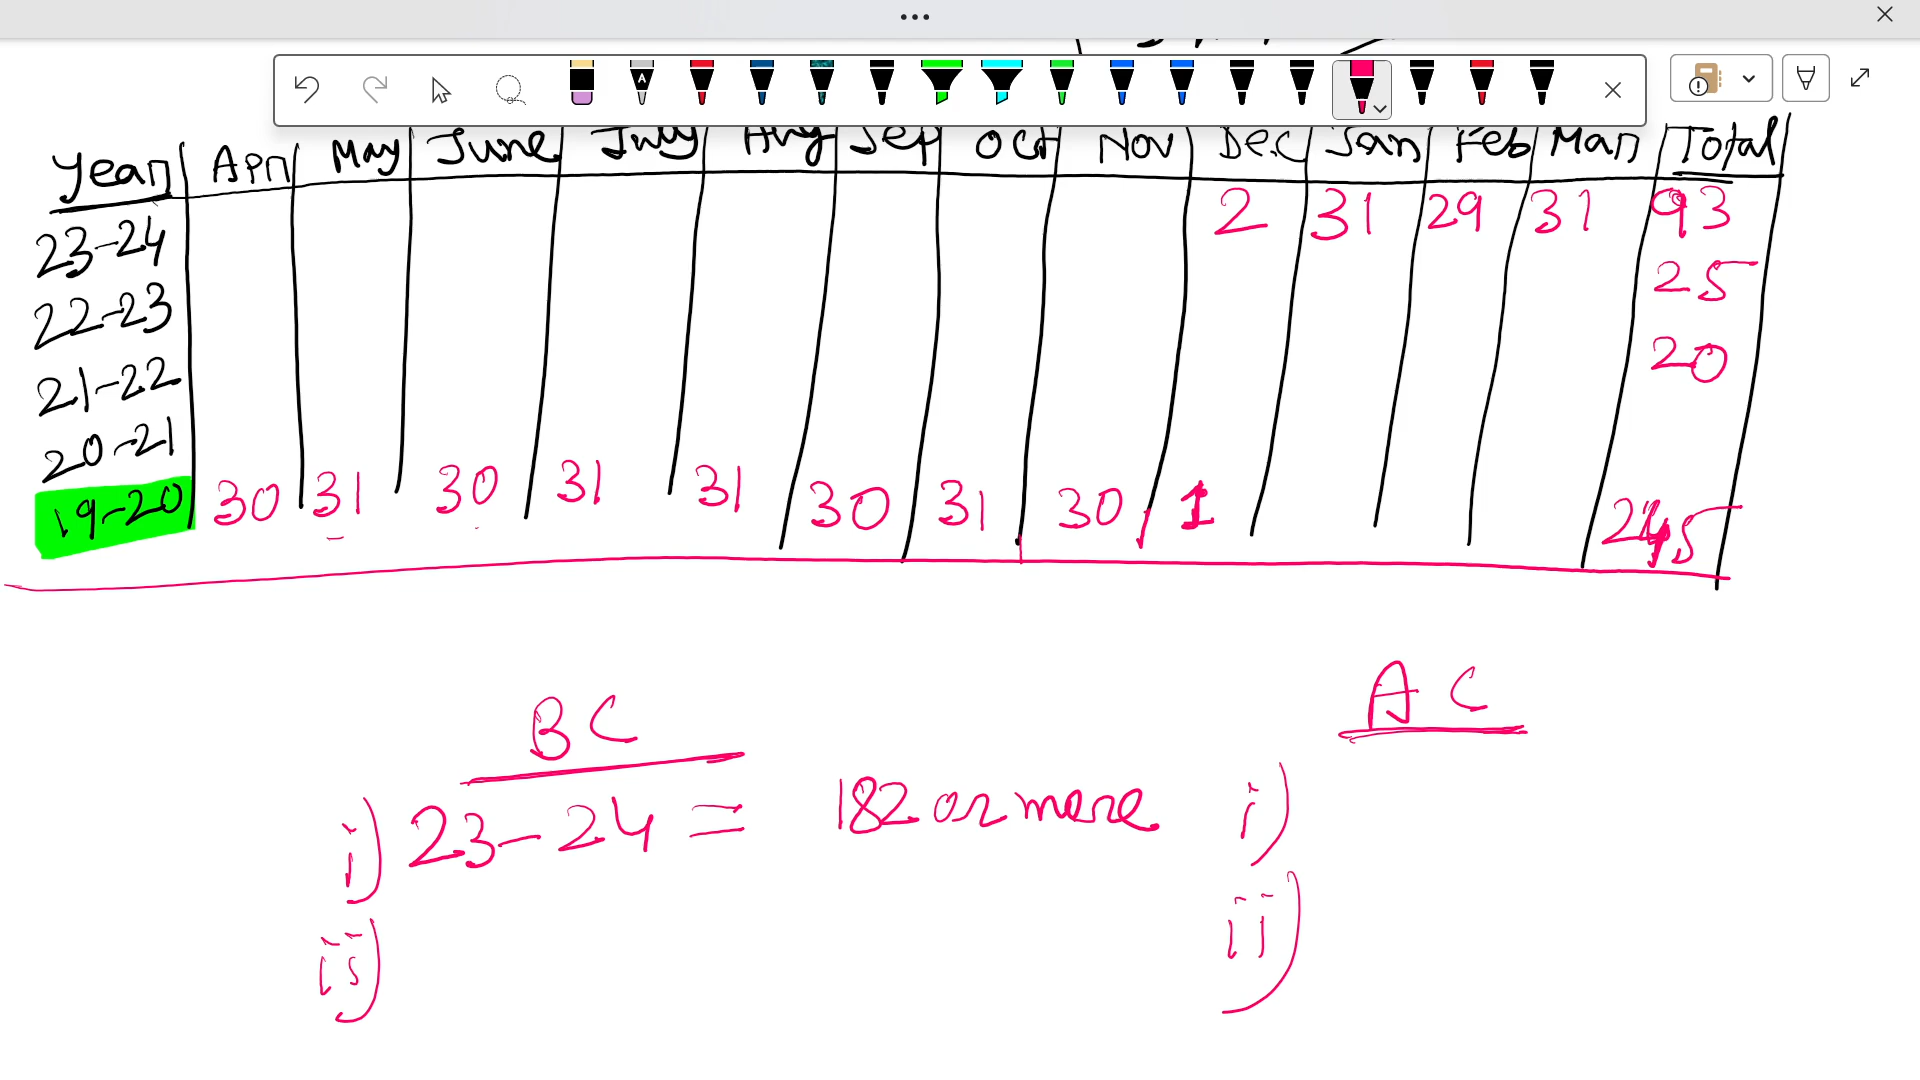 Year Apr May June July Aug Sep Oct Nov Dec Jan Feb Mar Total
23-24 2 31 29 31 93
22-23 25
21-22 20
20-21
19-20 30 31 30 31 31 30 31 30 1 245
BC AC
i) 23-24 = 182 or more i)
ii) ii)